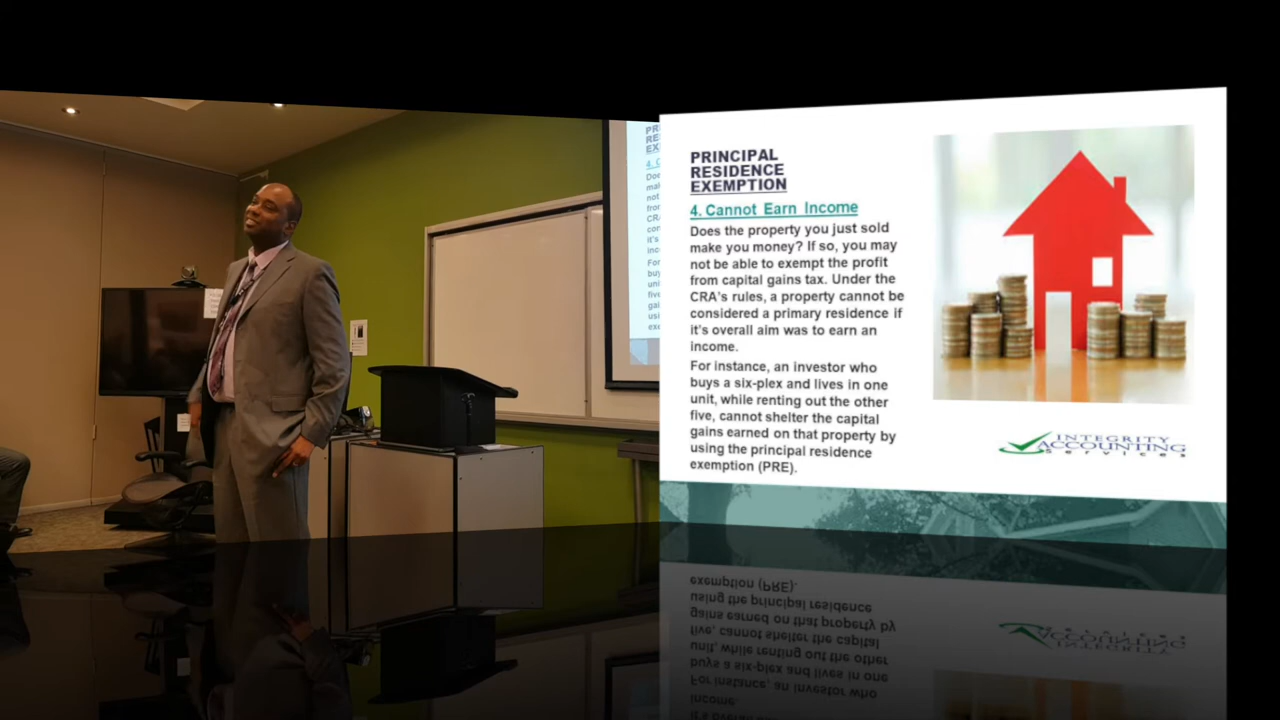 PRINCIPAL
RESIDENCE
EXEMPTION
4. Cannot Earn Income
Does the property you just sold
make you money? If so, you may
not be able to exempt the profit
from capital gains tax. Under the
CRA's rules, a property cannot be
considered a primary residence if
it's overall aim was to earn an
income.
For instance, an investor who
buys a six-plex and lives in one
unit, while renting out the other
five, cannot shelter the capital
gains earned on that property by
using the principal residence
exemption (PRE).
INTEGRITY
ACCOUNTING
Services